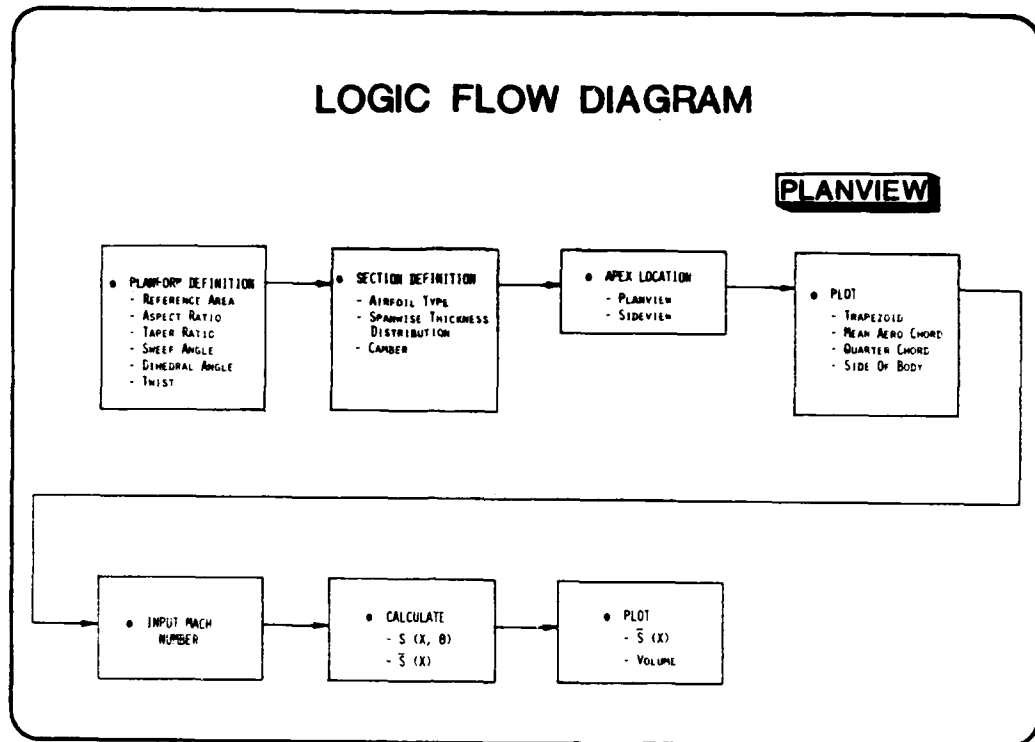 LOGIC FLOW DIAGRAM
PLANVIEW
• PLANFORM DEFINITION
- REFERENCE AREA
- ASPECT RATIO
- TAPER RATIO
- SWEEP ANGLE
- DIHEDRAL ANGLE
- TWIST
• SECTION DEFINITION
- AIRFOIL TYPE
- SPANWISE THICKNESS
DISTRIBUTION
- CAMBER
• APEX LOCATION
- PLANVIEW
- SIDEVIEW
• PLOT
- TRAPEZOID
- MEAN AERO CHORD
- QUARTER CHORD
- SIDE OF BODY
• INPUT MACH
NUMBER
• CALCULATE
- S (X, θ)
- S̄ (X)
• PLOT
- S̄ (X)
- VOLUME